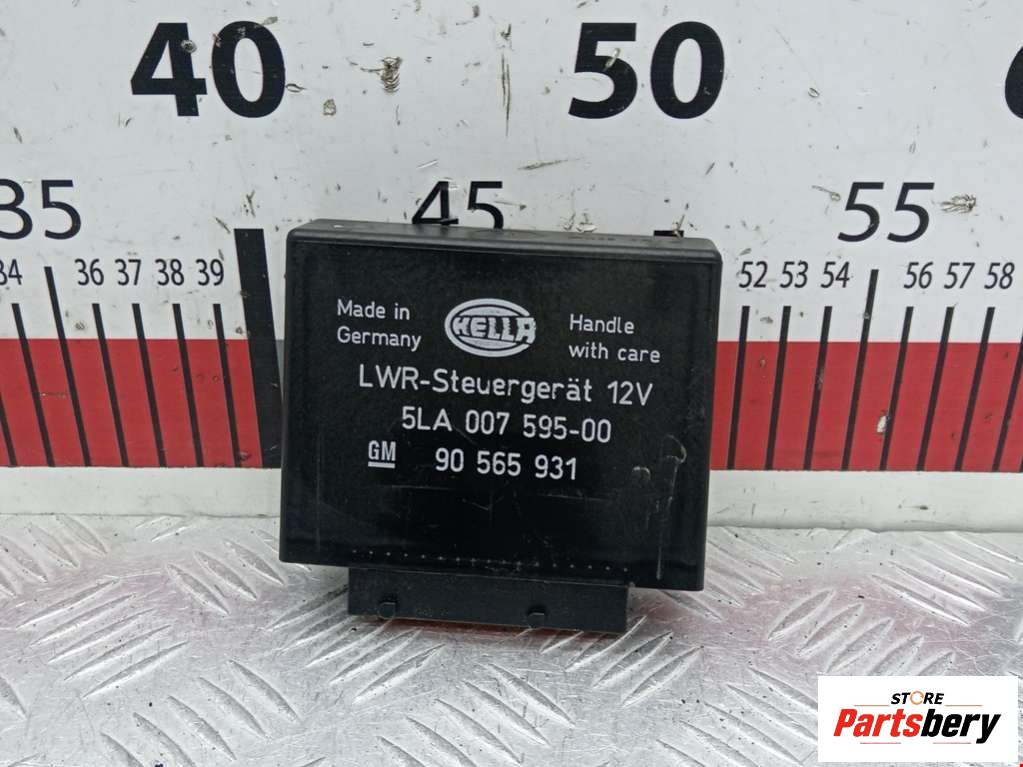 40 50
35 45 55
34 36 37 38 39 52 53 54 56 57 58
Made in
Germany
HELLA
Handle
with care
LWR-Steuergerät 12V
5LA 007 595-00
GM 90 565 931
STORE
Partsbery